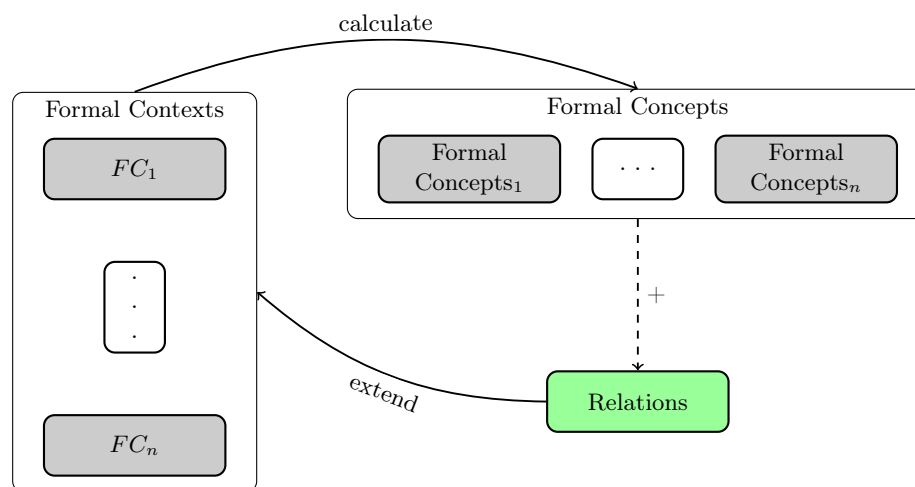 calculate
Formal Contexts
FC₁
.
.
.
FCₙ
Formal Concepts
Formal
Concepts₁
. . .
Formal
Conceptsₙ
+
extend
Relations